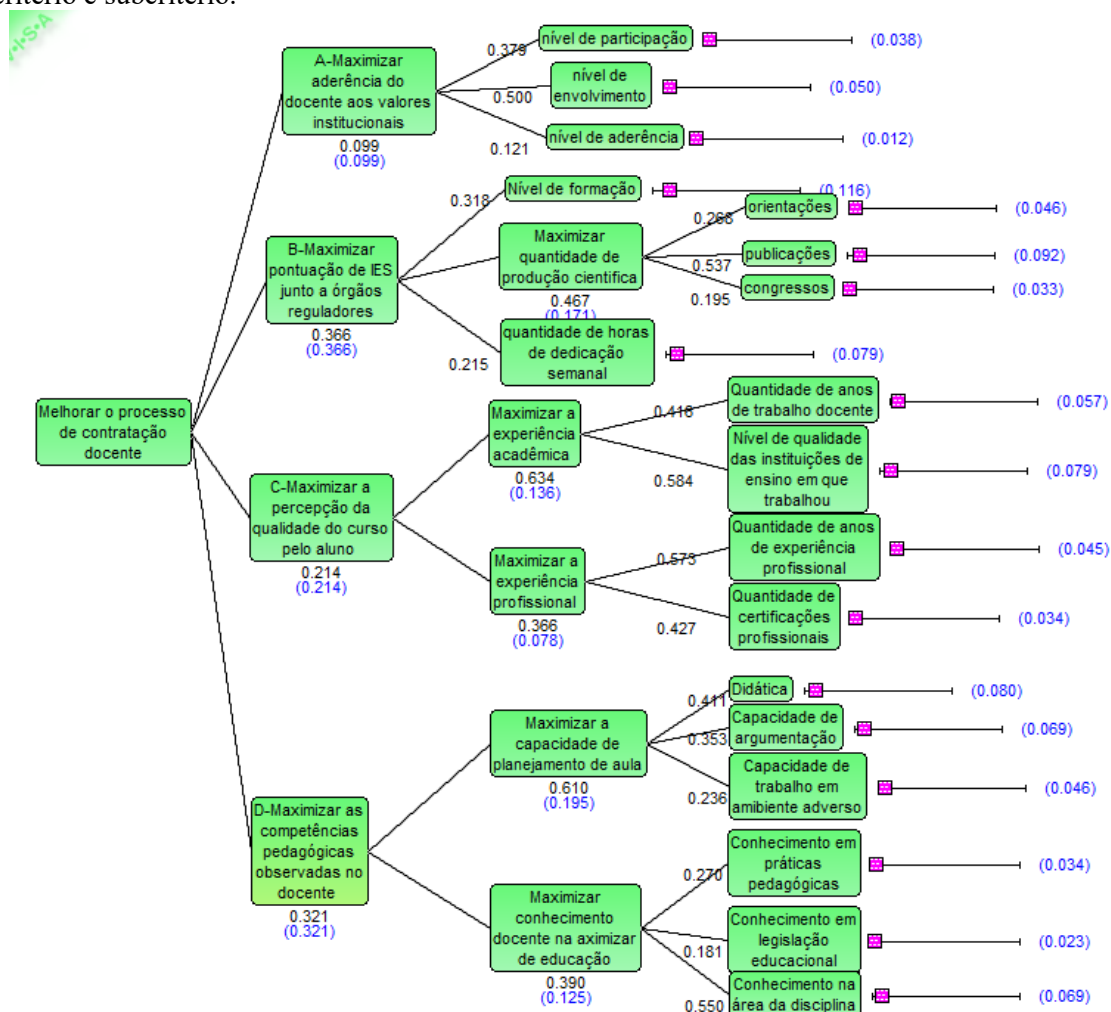 critério e subcritério.
V·I·S·A
A-Maximizar
aderência do
docente aos valores
institucionais
0.099
(0.099)
0.379
nível de participação
(0.038)
0.500
nível de
envolvimento
(0.050)
0.121
nível de aderência
(0.012)
B-Maximizar
pontuação de IES
junto a órgãos
reguladores
0.366
(0.366)
0.318
Nível de formação
(0.116)
Maximizar
quantidade de
produção cientifica
0.467
(0.171)
0.268
orientações
(0.046)
0.537
publicações
(0.092)
0.195
congressos
(0.033)
0.215
quantidade de horas
de dedicação
semanal
(0.079)
Melhorar o processo
de contratação
docente
C-Maximizar a
percepção da
qualidade do curso
pelo aluno
0.214
(0.214)
Maximizar a
experiência
acadêmica
0.634
(0.136)
0.416
Quantidade de anos
de trabalho docente
(0.057)
0.584
Nível de qualidade
das instituições de
ensino em que
trabalhou
(0.079)
Maximizar a
experiência
profissional
0.366
(0.078)
0.573
Quantidade de anos
de experiência
profissional
(0.045)
0.427
Quantidade de
certificações
profissionais
(0.034)
D-Maximizar as
competências
pedagógicas
observadas no
docente
0.321
(0.321)
Maximizar a
capacidade de
planejamento de aula
0.610
(0.195)
0.411
Didática
(0.080)
0.353
Capacidade de
argumentação
(0.069)
0.236
Capacidade de
trabalho em
amibiente adverso
(0.046)
Maximizar
conhecimento
docente na aximizar
de educação
0.390
(0.125)
0.270
Conhecimento em
práticas
pedagógicas
(0.034)
0.181
Conhecimento em
legislação
educacional
(0.023)
0.550
Conhecimento na
área da disciplina
(0.069)